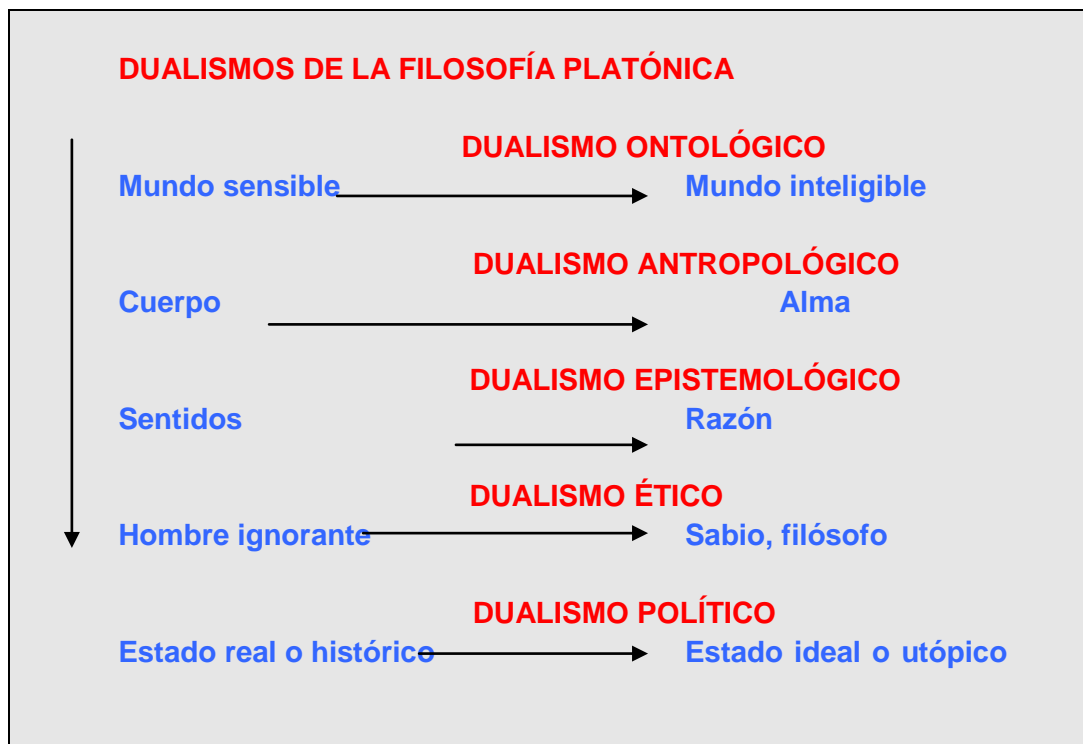 DUALISMOS DE LA FILOSOFÍA PLATÓNICA
DUALISMO ONTOLÓGICO
Mundo sensible Mundo inteligible
DUALISMO ANTROPOLÓGICO
Cuerpo Alma
DUALISMO EPISTEMOLÓGICO
Sentidos Razón
DUALISMO ÉTICO
Hombre ignorante Sabio, filósofo
DUALISMO POLÍTICO
Estado real o histórico Estado ideal o utópico